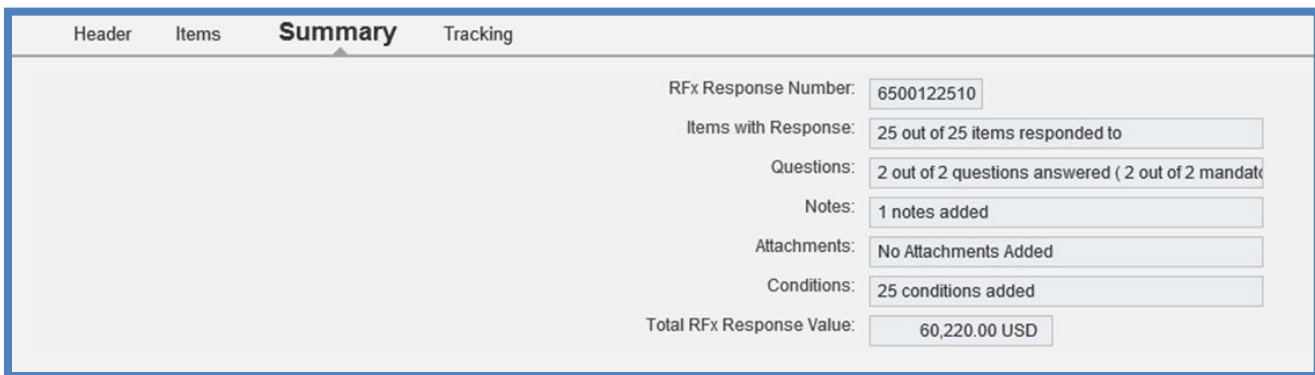 Header Items Summary Tracking
RFx Response Number: 6500122510
Items with Response: 25 out of 25 items responded to
Questions: 2 out of 2 questions answered ( 2 out of 2 mandato
Notes: 1 notes added
Attachments: No Attachments Added
Conditions: 25 conditions added
Total RFx Response Value: 60,220.00 USD